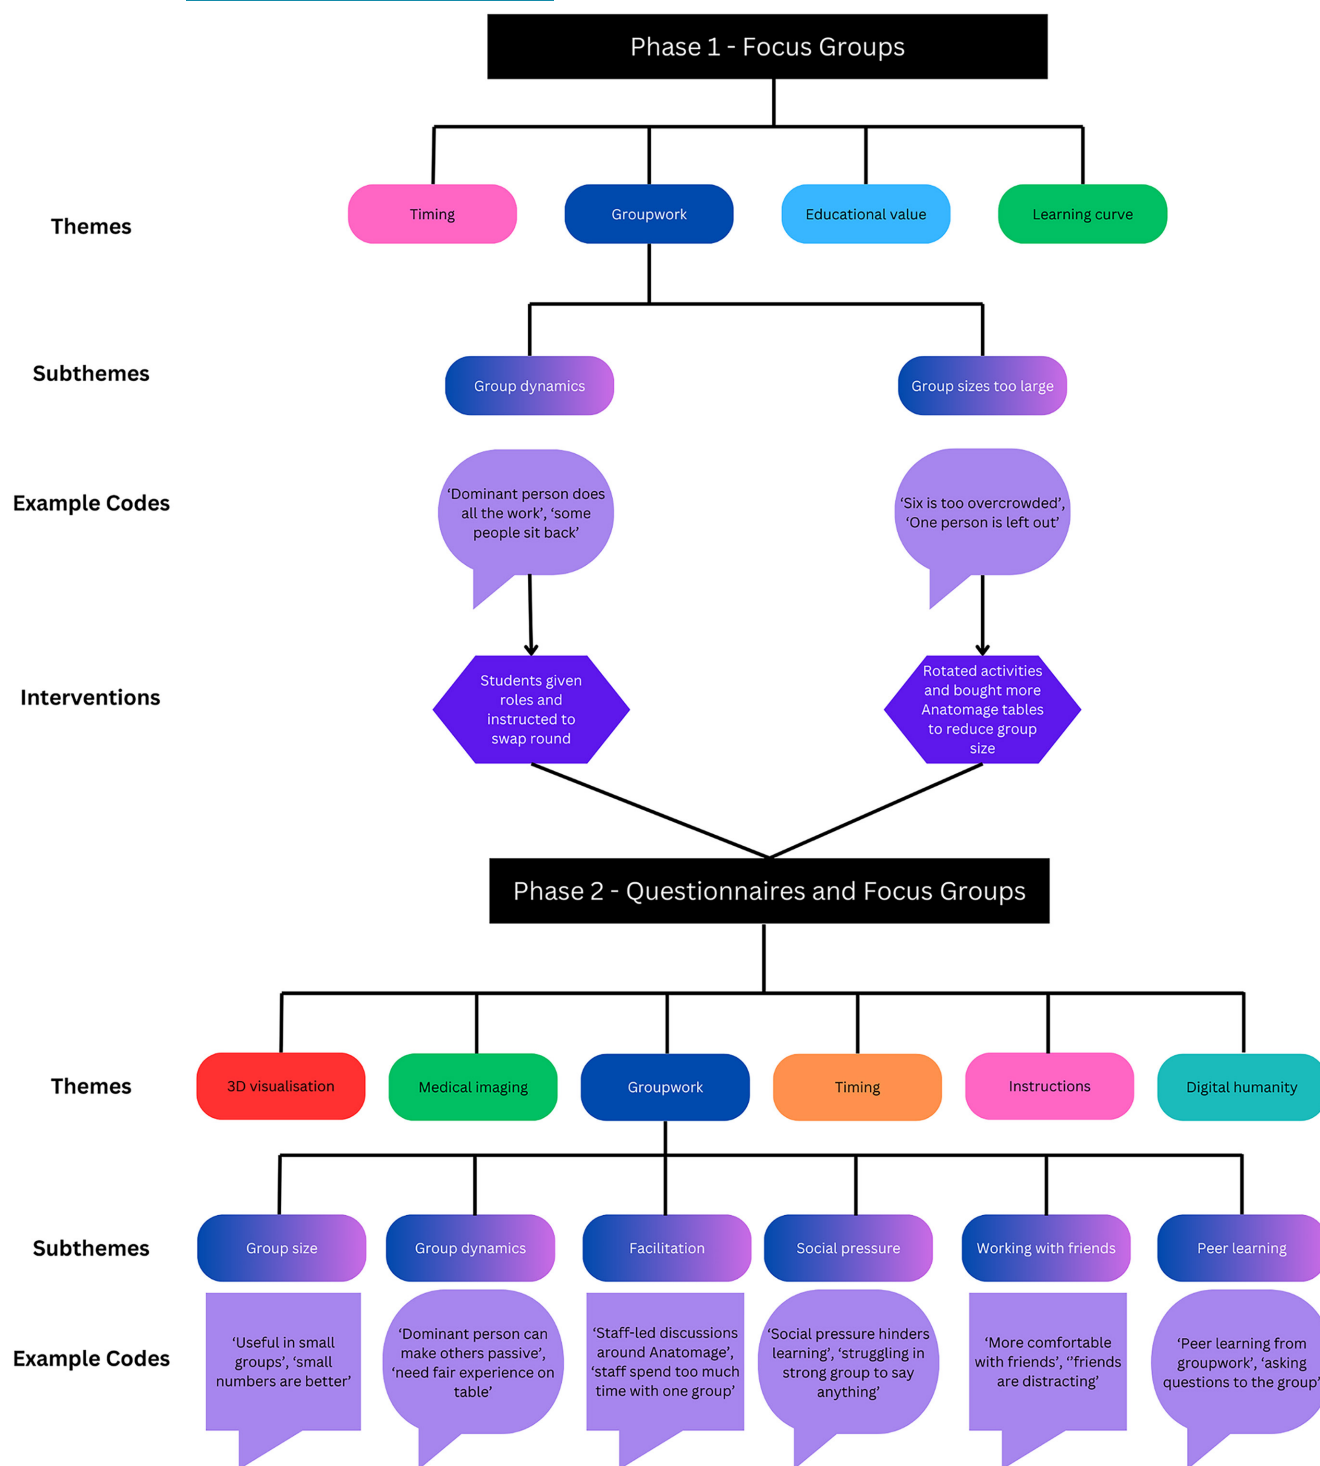 Phase 1 - Focus Groups
Themes
Timing
Groupwork
Educational value
Learning curve
Subthemes
Group dynamics
Group sizes too large
Example Codes
‘Dominant person does
all the work’, ‘some
people sit back’
‘Six is too overcrowded’,
‘One person is left out’
Interventions
Students given
roles and
instructed to
swap round
Rotated activities
and bought more
Anatomage tables
to reduce group
size
Phase 2 - Questionnaires and Focus Groups
Themes
3D visualisation
Medical imaging
Groupwork
Timing
Instructions
Digital humanity
Subthemes
Group size
Group dynamics
Facilitation
Social pressure
Working with friends
Peer learning
Example Codes
‘Useful in small
groups’, ‘small
numbers are better’
‘Dominant person can
make others passive’,
‘need fair experience on
table’
‘Staff-led discussions
around Anatomage’,
‘staff spend too much
time with one group’
‘Social pressure hinders
learning’, ‘struggling in
strong group to say
anything’
‘More comfortable
with friends’, ‘’friends
are distracting’
‘Peer learning from
groupwork’, ‘asking
questions to the group’